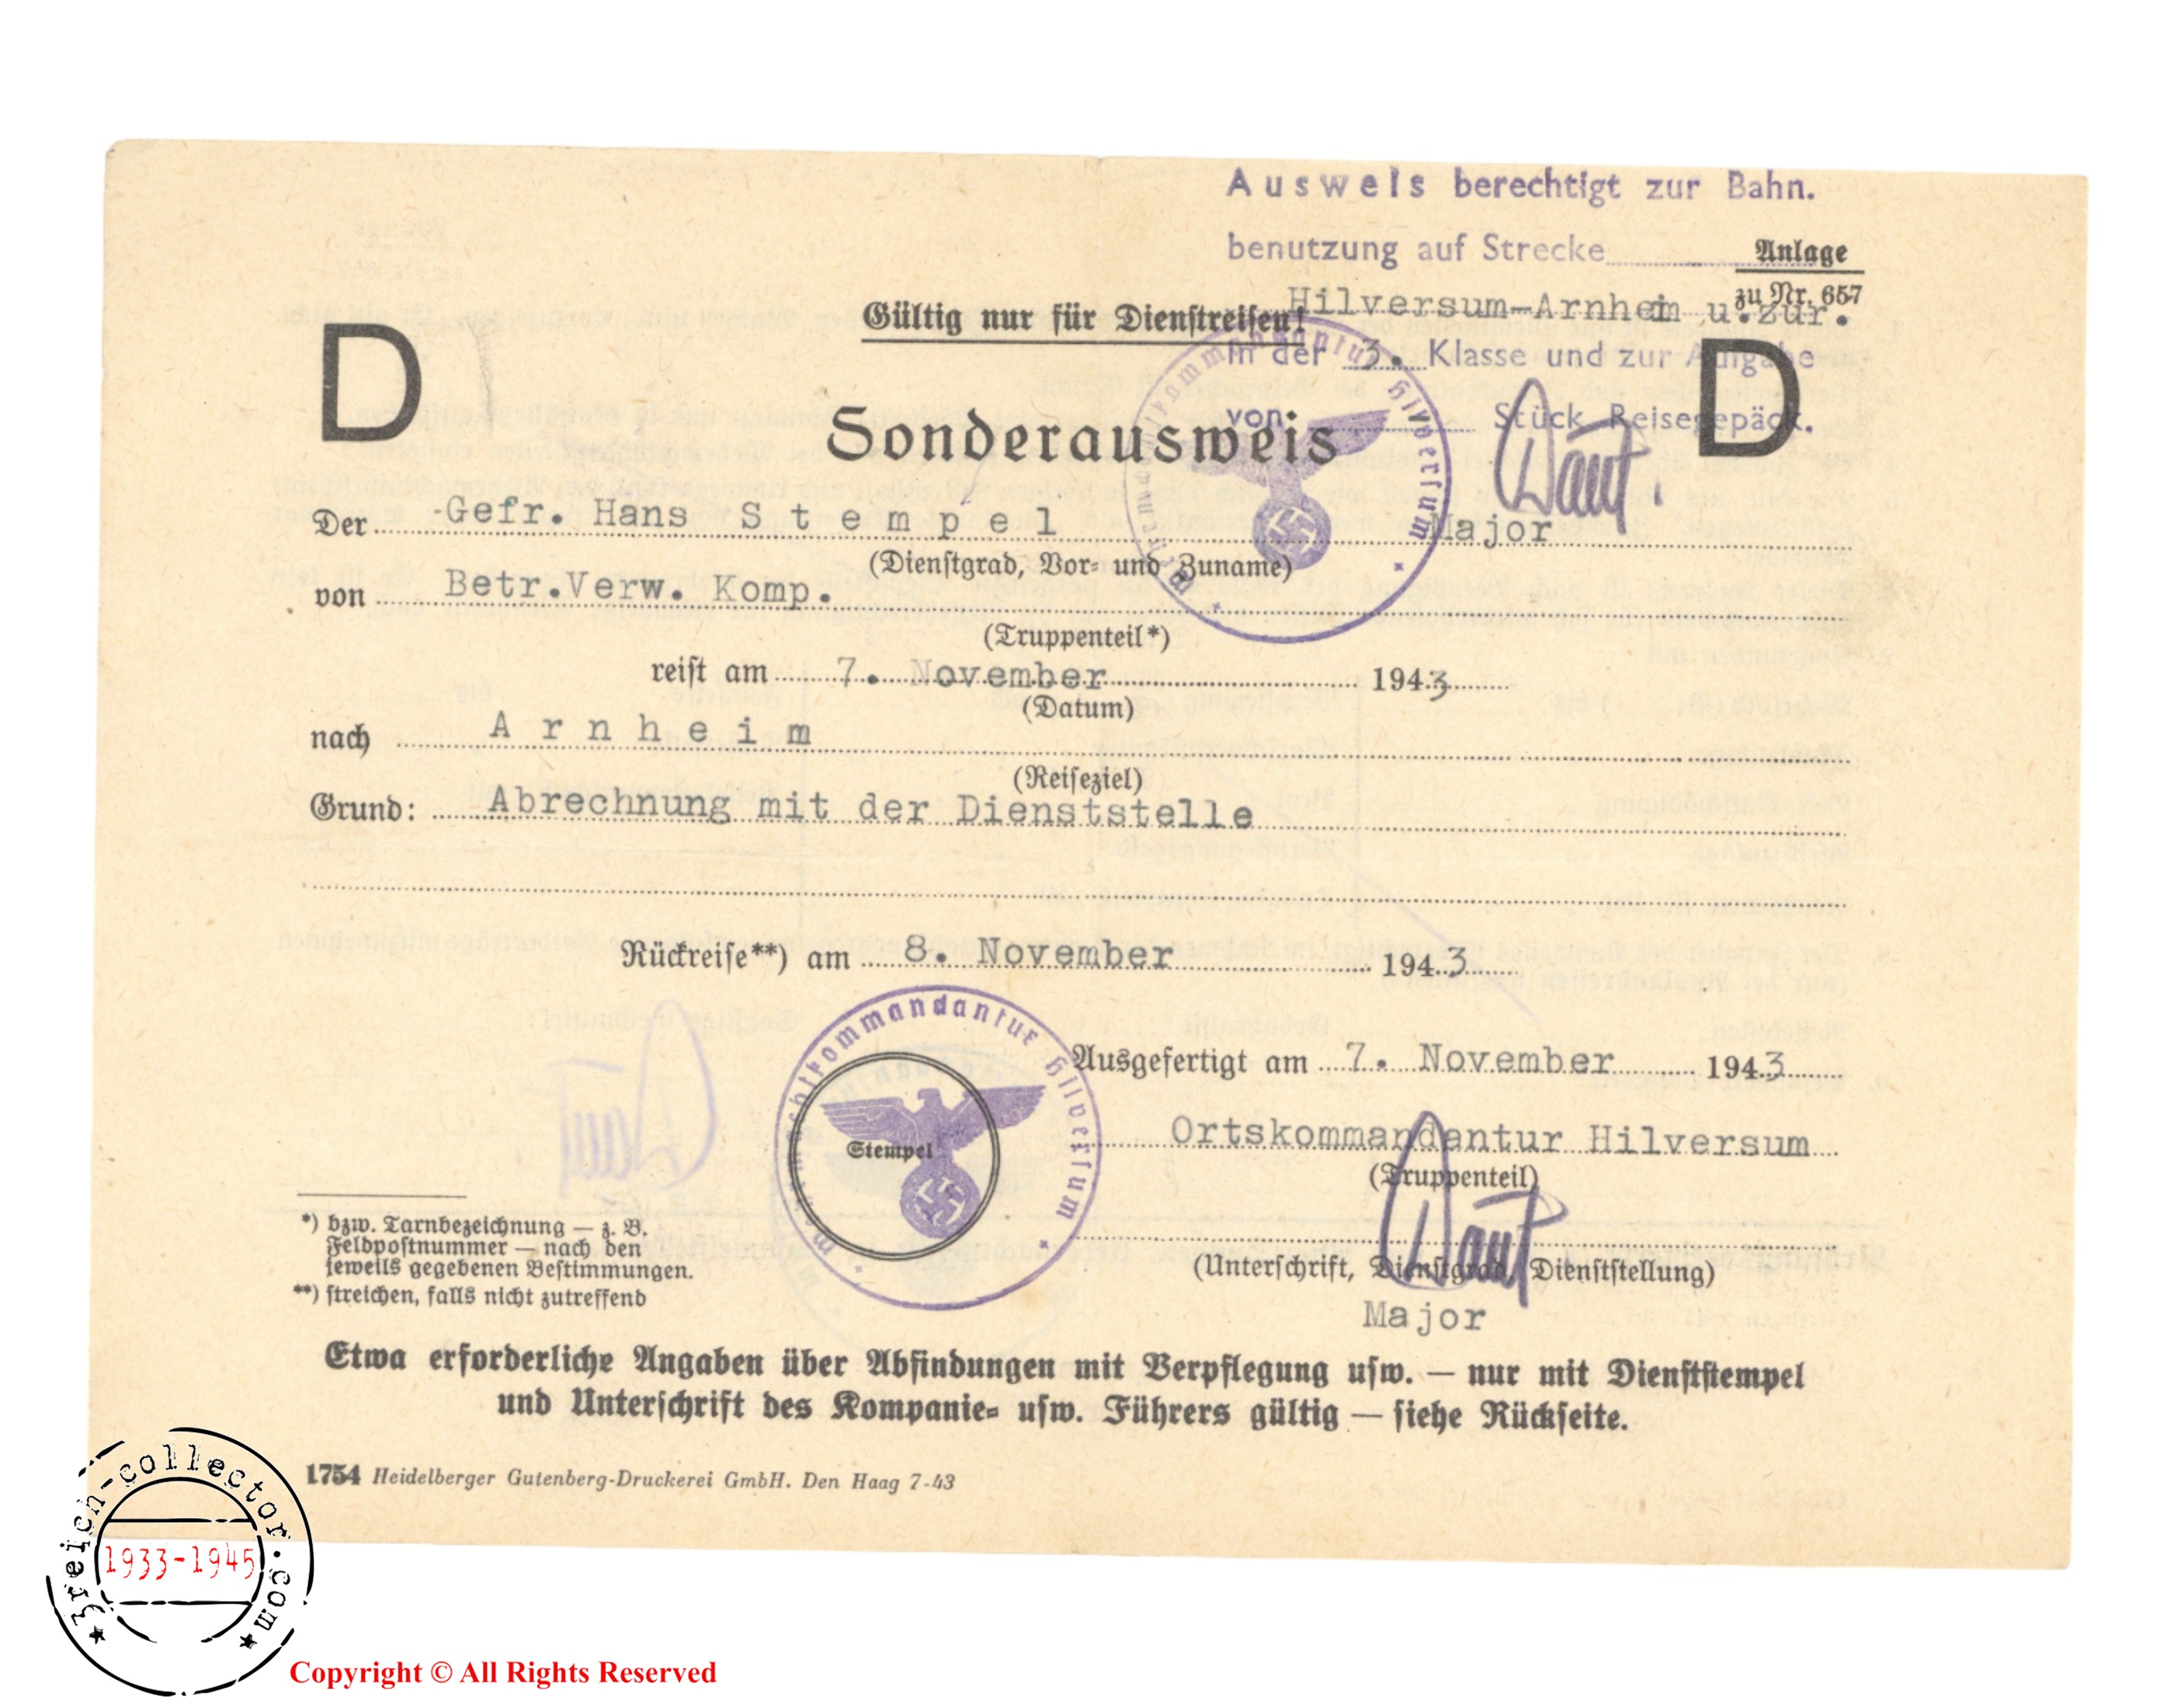 Ausweis berechtigt zur Bahn.
benutzung auf Strecke
Anlage
zu Nr. 657
Hilversum-Arnheim u.zur.
Gültig nur für Dienstreisen!
in der 3. Klasse und zur Aufgabe
von Stück Reisegepäck.
D D
Sonderausweis
Major
Der Gefr. Hans Stempel
(Dienstgrad, Vor- und Zuname)
von Betr.Verw. Komp.
(Truppenteil*)
reist am 7. November 1943
(Datum)
nach Arnheim
(Reiseziel)
Grund: Abrechnung mit der Dienststelle
Rückreise**) am 8. November 1943
Ausgefertigt am 7. November 1943
Ortskommandantur Hilversum
(Truppenteil)
(Unterschrift, Dienstgrad, Dienststellung)
Major
Wehrmachtkommandantur Hilversum
Wehrmachtkommandantur Hilversum
Stempel
*) bzw. Tarnbezeichnung — z. B.
Feldpostnummer — nach den
jeweils gegebenen Bestimmungen.
**) streichen, falls nicht zutreffend
Etwa erforderliche Angaben über Abfindungen mit Verpflegung usw. — nur mit Dienststempel
und Unterschrift des Kompanie- usw. Führers gültig — siehe Rückseite.
1754 Heidelberger Gutenberg-Druckerei GmbH. Den Haag 7-43
3reich-collector.com
1933-1945
Copyright © All Rights Reserved